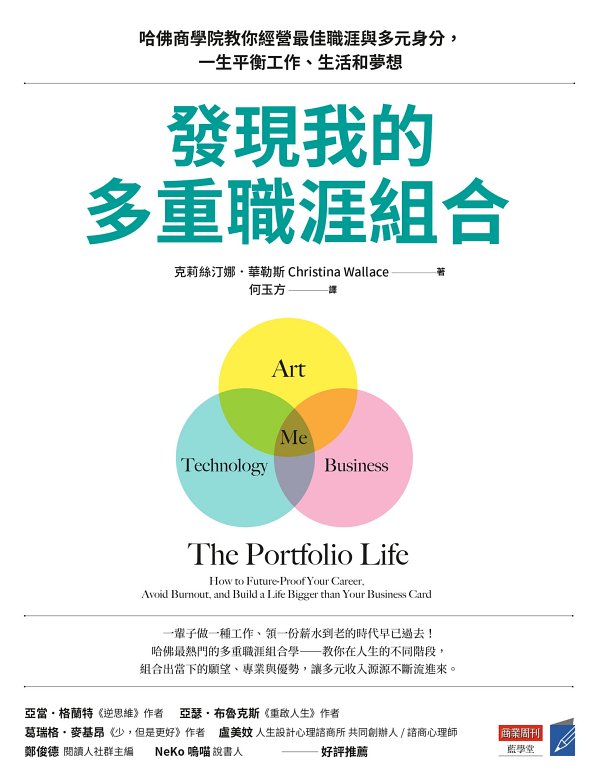 哈佛商學院教你經營最佳職涯與多元身分，
一生平衡工作、生活和夢想
發現我的
多重職涯組合
克莉絲汀娜・華勒斯 Christina Wallace 著
何玉方 譯
Art
Me
Technology
Business
The Portfolio Life
How to Future-Proof Your Career,
Avoid Burnout, and Build a Life Bigger than Your Business Card
一輩子做一種工作、領一份薪水到老的時代早已過去！
哈佛最熱門的多重職涯組合學——教你在人生的不同階段，
組合出當下的願望、專業與優勢，讓多元收入源源不斷流進來。
亞當・格蘭特《逆思維》作者 亞瑟・布魯克斯《重啟人生》作者
葛瑞格・麥基昂《少，但是更好》作者 盧美妏 人生設計心理諮商所 共同創辦人 / 諮商心理師
鄭俊德 閱讀人社群主編 NeKo 嗚喵 說書人 ——好評推薦
商業周刊
藍學堂